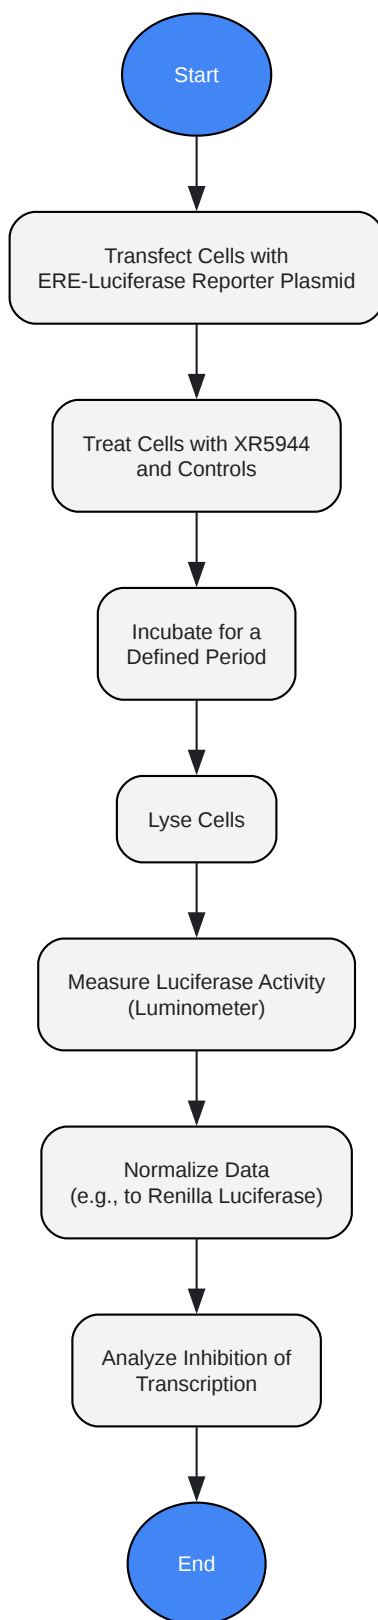 Start
Transfect Cells with
ERE-Luciferase Reporter Plasmid
Treat Cells with XR5944
and Controls
Incubate for a
Defined Period
Lyse Cells
Measure Luciferase Activity
(Luminometer)
Normalize Data
(e.g., to Renilla Luciferase)
Analyze Inhibition of
Transcription
End